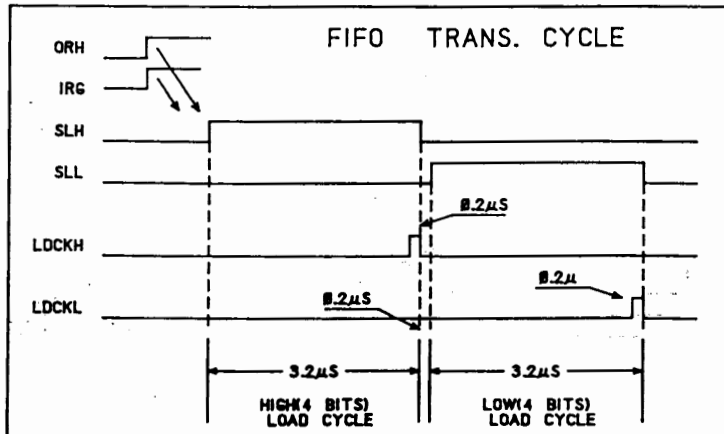 FIFO TRANS. CYCLE
ORH
IRG
SLH
SLL
0.2µS
LDCKH
0.2µ
0.2µS
LDCKL
3.2µS
3.2µS
HIGH(4 BITS)
LOAD CYCLE
LOW(4 BITS)
LOAD CYCLE